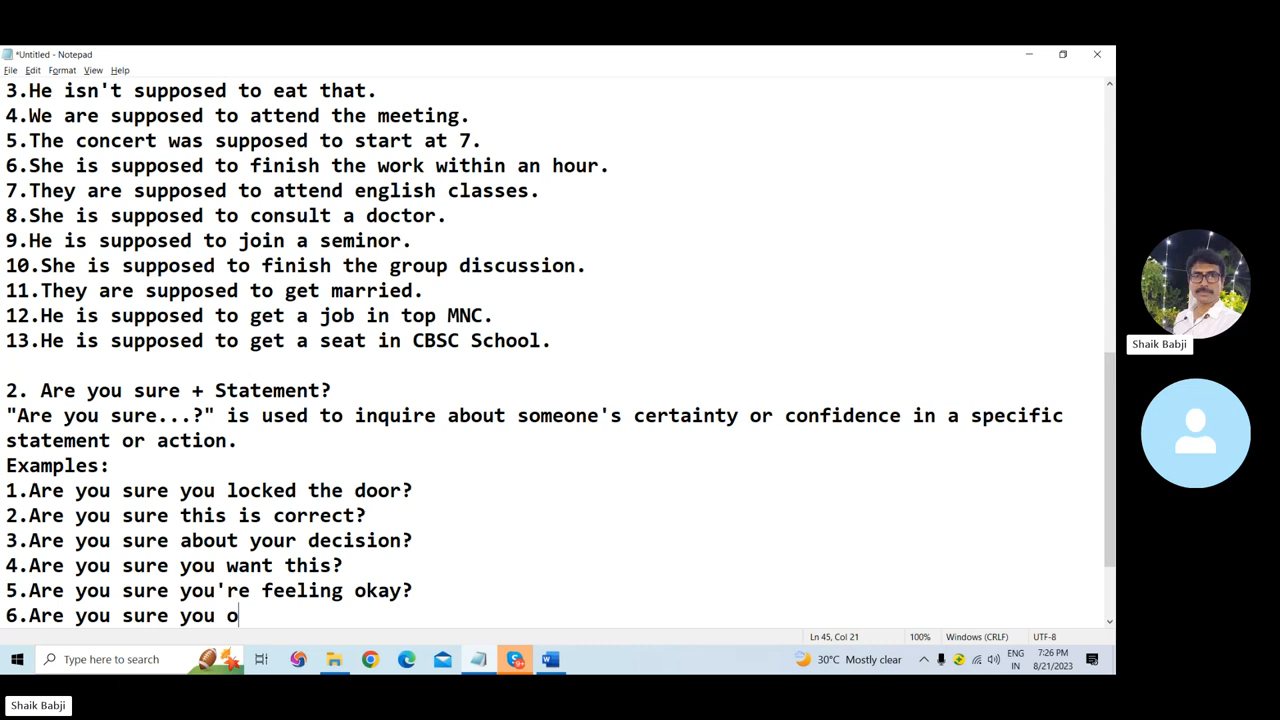 *Untitled - Notepad
File Edit Format View Help
3.He isn't supposed to eat that.
4.We are supposed to attend the meeting.
5.The concert was supposed to start at 7.
6.She is supposed to finish the work within an hour.
7.They are supposed to attend english classes.
8.She is supposed to consult a doctor.
9.He is supposed to join a seminor.
10.She is supposed to finish the group discussion.
11.They are supposed to get married.
12.He is supposed to get a job in top MNC.
13.He is supposed to get a seat in CBSC School.
2. Are you sure + Statement?
"Are you sure...?" is used to inquire about someone's certainty or confidence in a specific
statement or action.
Examples:
1.Are you sure you locked the door?
2.Are you sure this is correct?
3.Are you sure about your decision?
4.Are you sure you want this?
5.Are you sure you're feeling okay?
6.Are you sure you o
Ln 45, Col 21 100% Windows (CRLF) UTF-8
Type here to search
30°C Mostly clear
ENG
IN
7:26 PM
8/21/2023
Shaik Babji
Shaik Babji